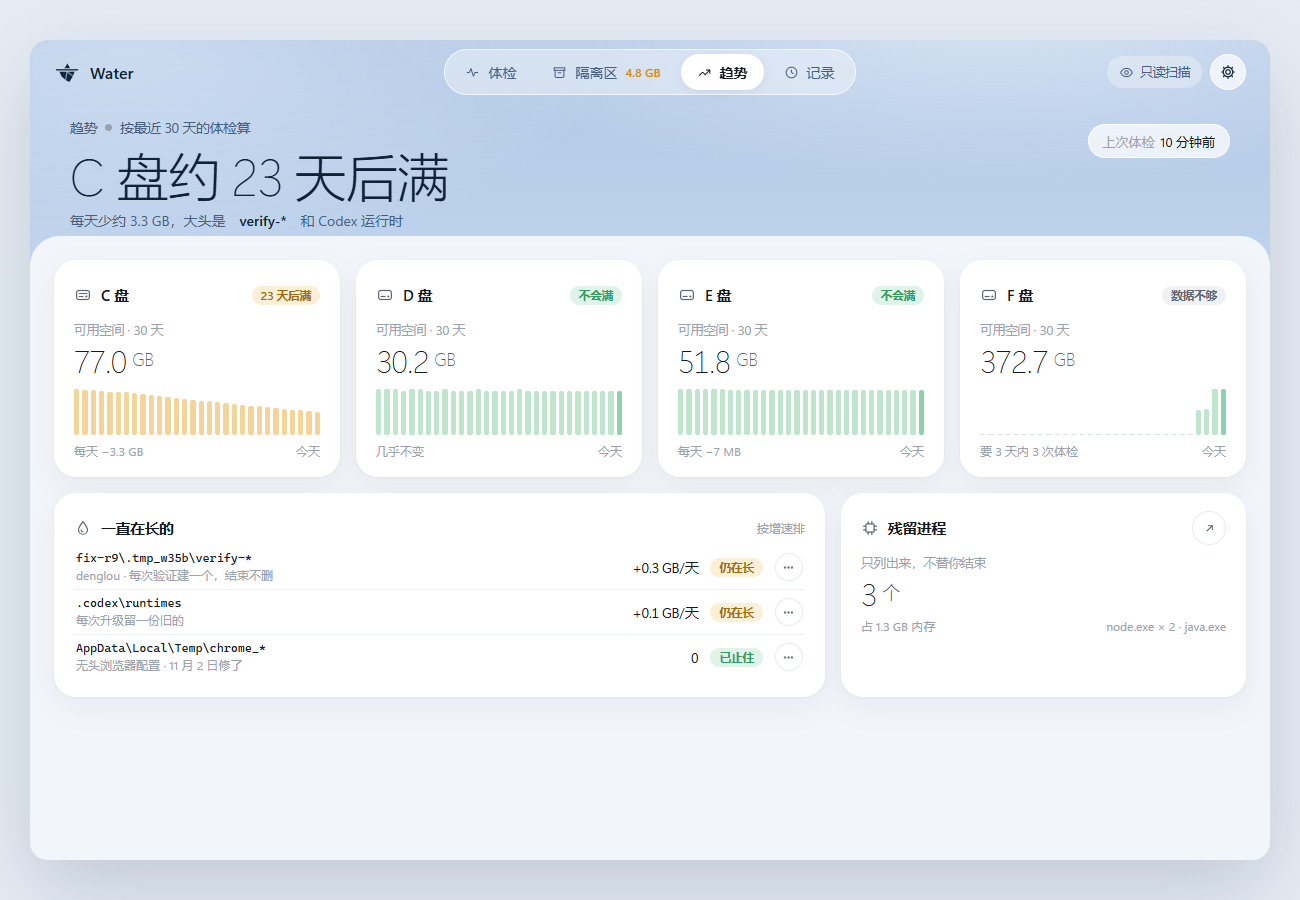 Water
体检
隔离区 4.8 GB
趋势
记录
只读扫描
趋势 ● 按最近 30 天的体检算
上次体检 10 分钟前
C 盘约 23 天后满
每天少约 3.3 GB，大头是 verify-* 和 Codex 运行时
C 盘 23 天后满
可用空间 · 30 天
77.0 GB
每天 −3.3 GB 今天
D 盘 不会满
可用空间 · 30 天
30.2 GB
几乎不变 今天
E 盘 不会满
可用空间 · 30 天
51.8 GB
每天 −7 MB 今天
F 盘 数据不够
可用空间 · 30 天
372.7 GB
要 3 天内 3 次体检 今天
一直在长的 按增速排
fix-r9\.tmp_w35b\verify-*
denglou · 每次验证建一个，结束不删
+0.3 GB/天 仍在长
.codex\runtimes
每次升级留一份旧的
+0.1 GB/天 仍在长
AppData\Local\Temp\chrome_*
无头浏览器配置 · 11 月 2 日修了
0 已止住
残留进程
只列出来，不替你结束
3 个
占 1.3 GB 内存 node.exe × 2 · java.exe